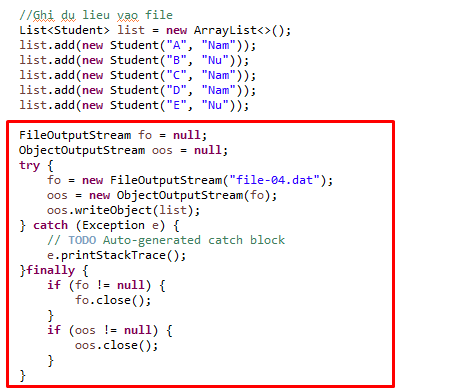 //Ghi du lieu vao file
List<Student> list = new ArrayList<>();
list.add(new Student("A", "Nam"));
list.add(new Student("B", "Nu"));
list.add(new Student("C", "Nam"));
list.add(new Student("D", "Nam"));
list.add(new Student("E", "Nu"));
FileOutputStream fo = null;
ObjectOutputStream oos = null;
try {
    fo = new FileOutputStream("file-04.dat");
    oos = new ObjectOutputStream(fo);
    oos.writeObject(list);
} catch (Exception e) {
    // TODO Auto-generated catch block
    e.printStackTrace();
}finally {
    if (fo != null) {
        fo.close();
    }
    if (oos != null) {
        oos.close();
    }
}